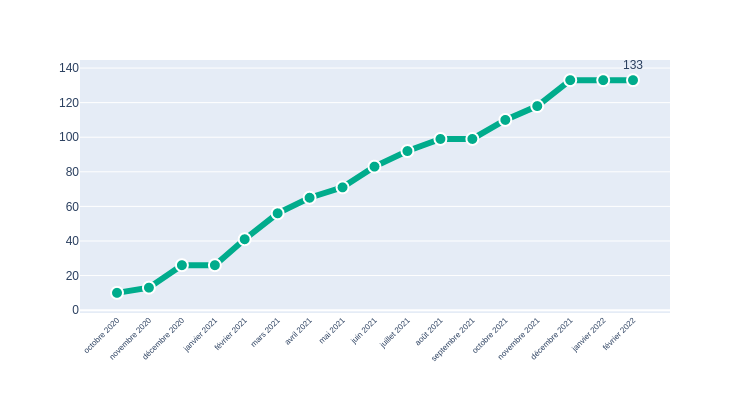 133
140
120
100
80
60
40
20
0
octobre 2020
novembre 2020
décembre 2020
janvier 2021
février 2021
mars 2021
avril 2021
mai 2021
juin 2021
juillet 2021
août 2021
septembre 2021
octobre 2021
novembre 2021
décembre 2021
janvier 2022
février 2022